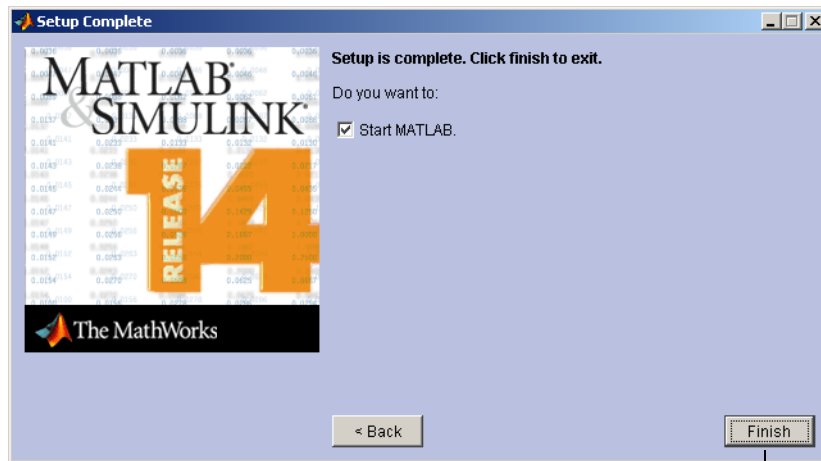 Setup Complete
MATLAB
& SIMULINK
RELEASE 14
The MathWorks
Setup is complete. Click finish to exit.
Do you want to:
Start MATLAB.
< Back
Finish